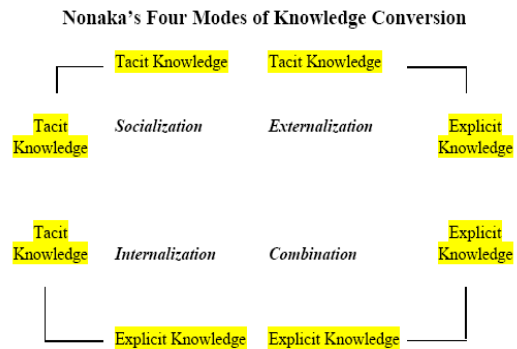 Nonaka’s Four Modes of Knowledge Conversion
Tacit Knowledge
Tacit Knowledge
Tacit
Knowledge
Socialization
Externalization
Explicit
Knowledge
Tacit
Knowledge
Internalization
Combination
Explicit
Knowledge
Explicit Knowledge
Explicit Knowledge